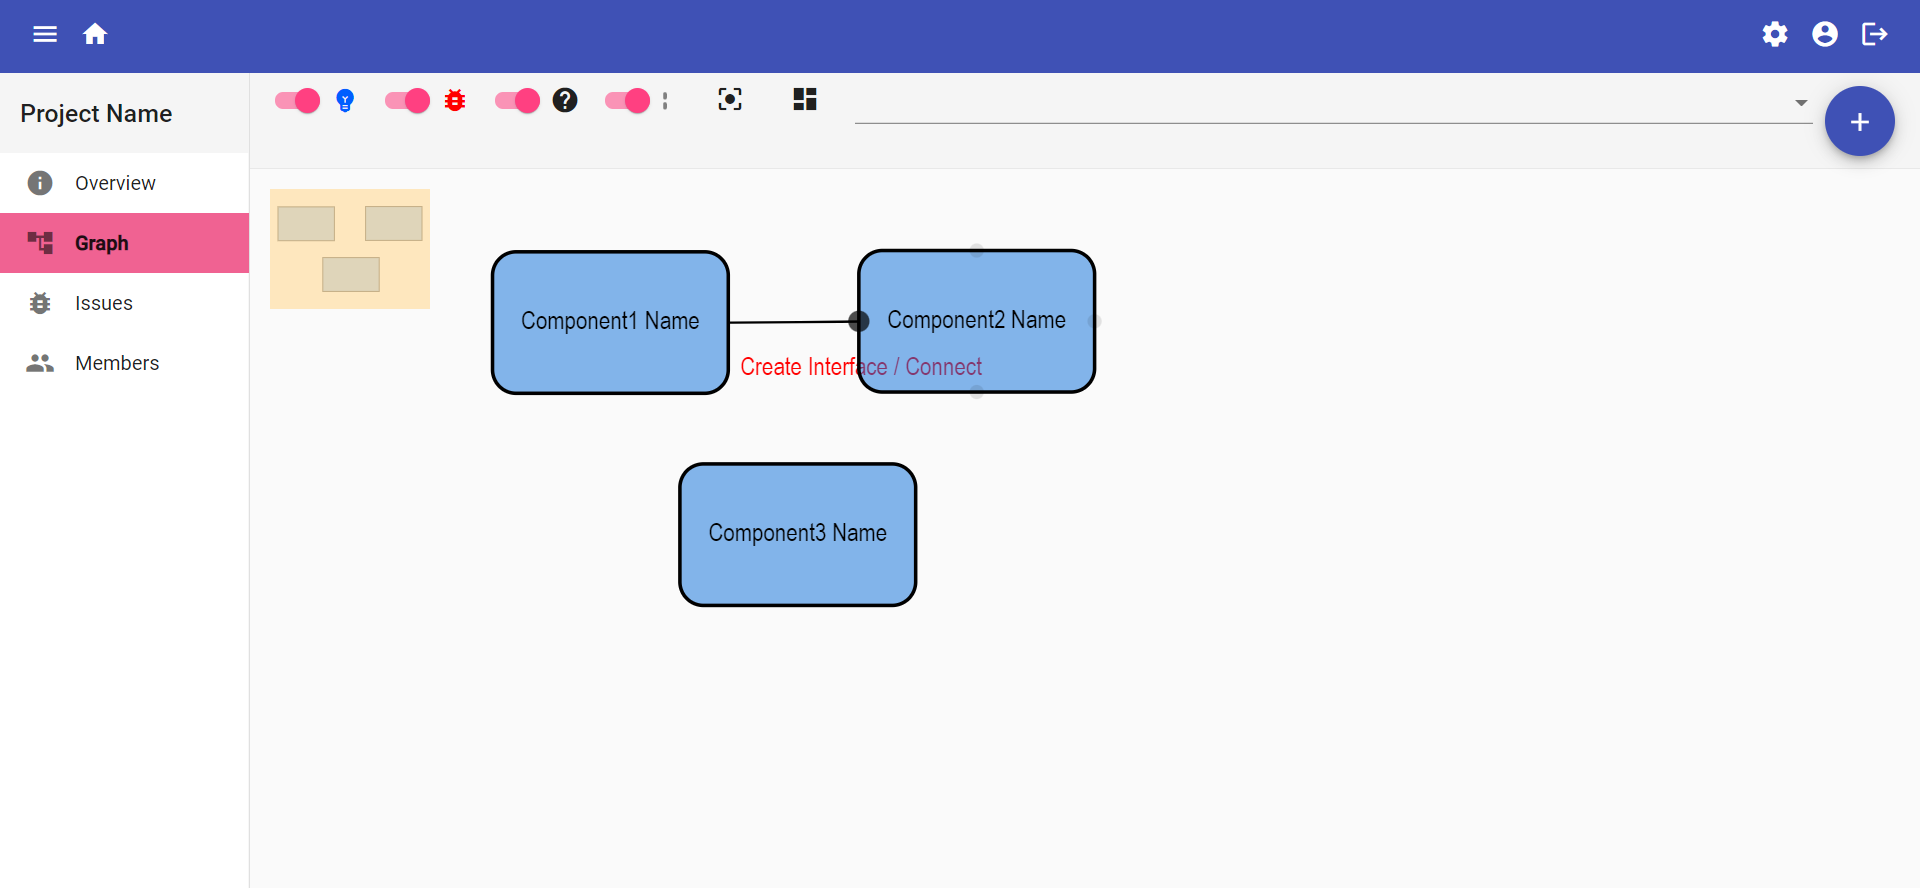 Project Name
Overview
Graph
Issues
Members
Component1 Name
Component2 Name
Create Interface / Connect
Component3 Name